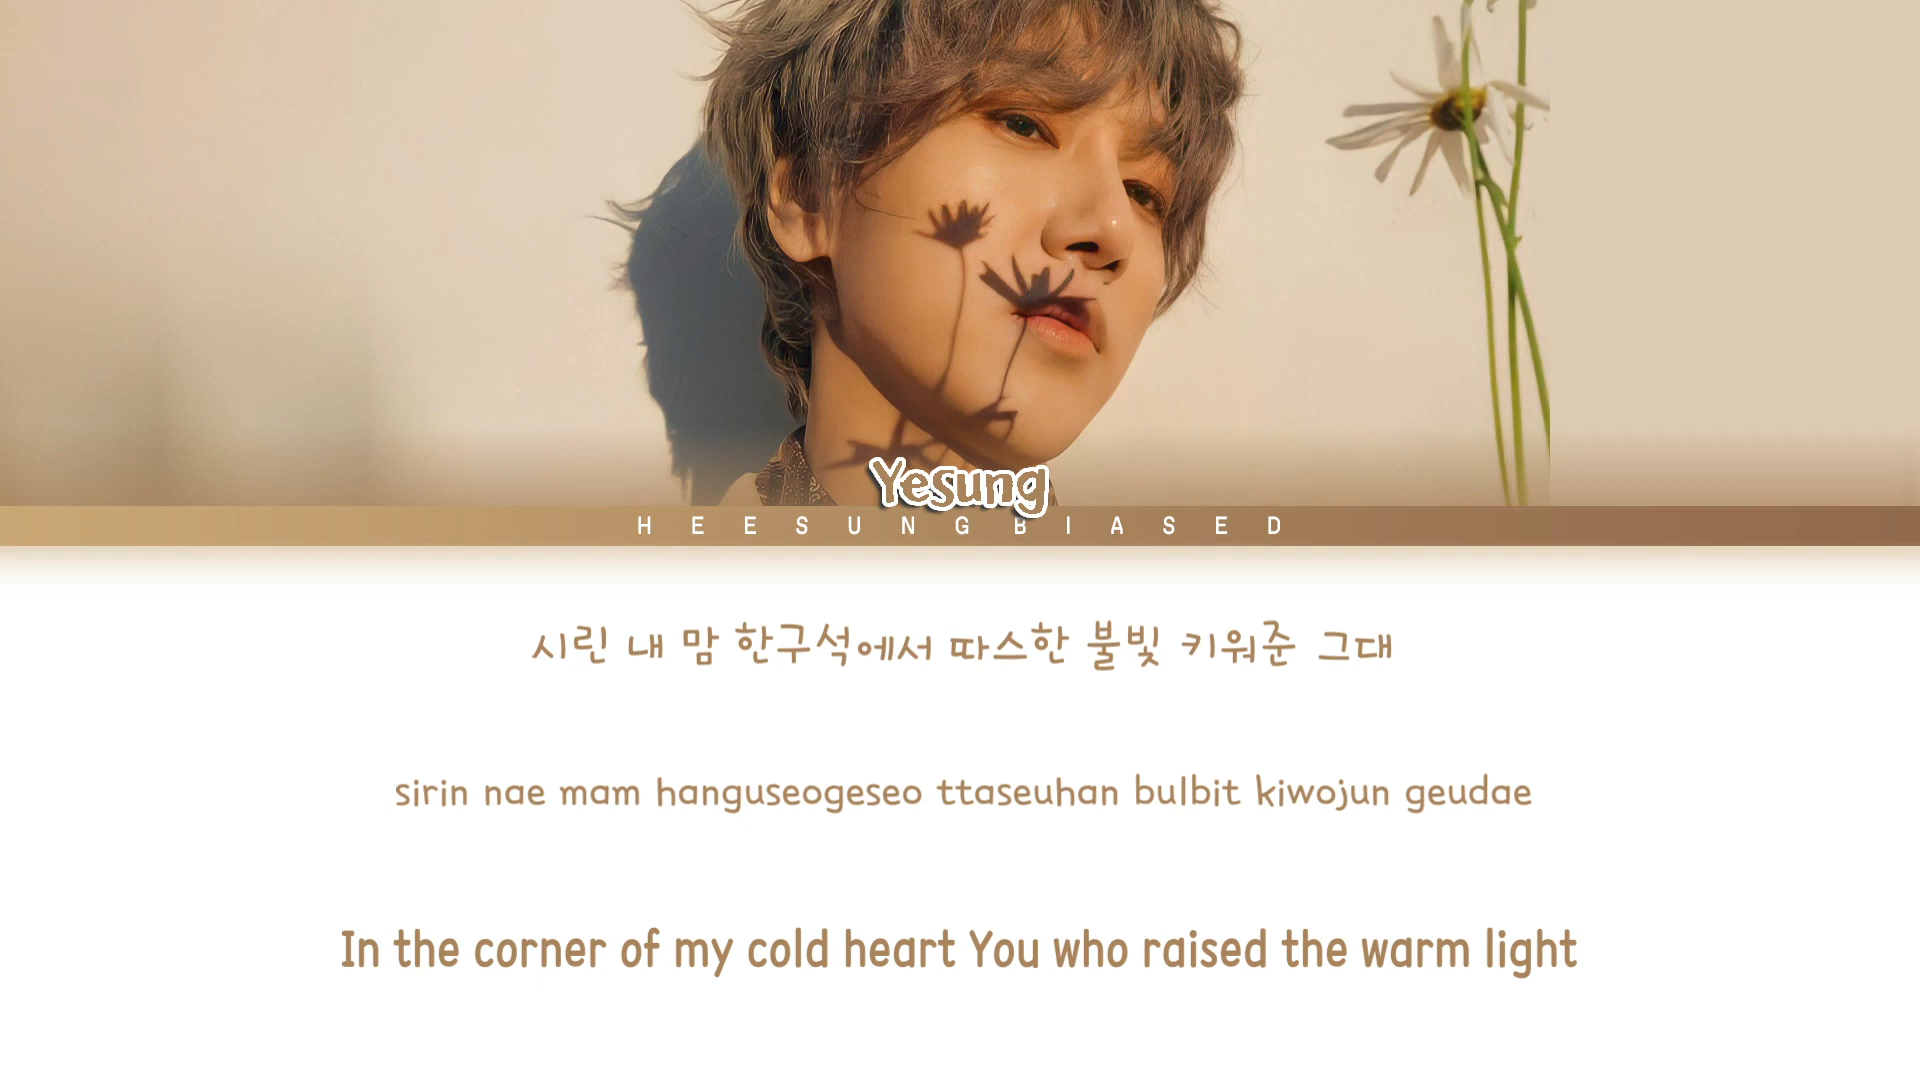 Yesung
HEESUNGBIASED
시린 내 맘 한구석에서 따스한 불빛 키워준 그대
sirin nae mam hanguseogeseo ttaseuhan bulbit kiwojun geudae
In the corner of my cold heart You who raised the warm light